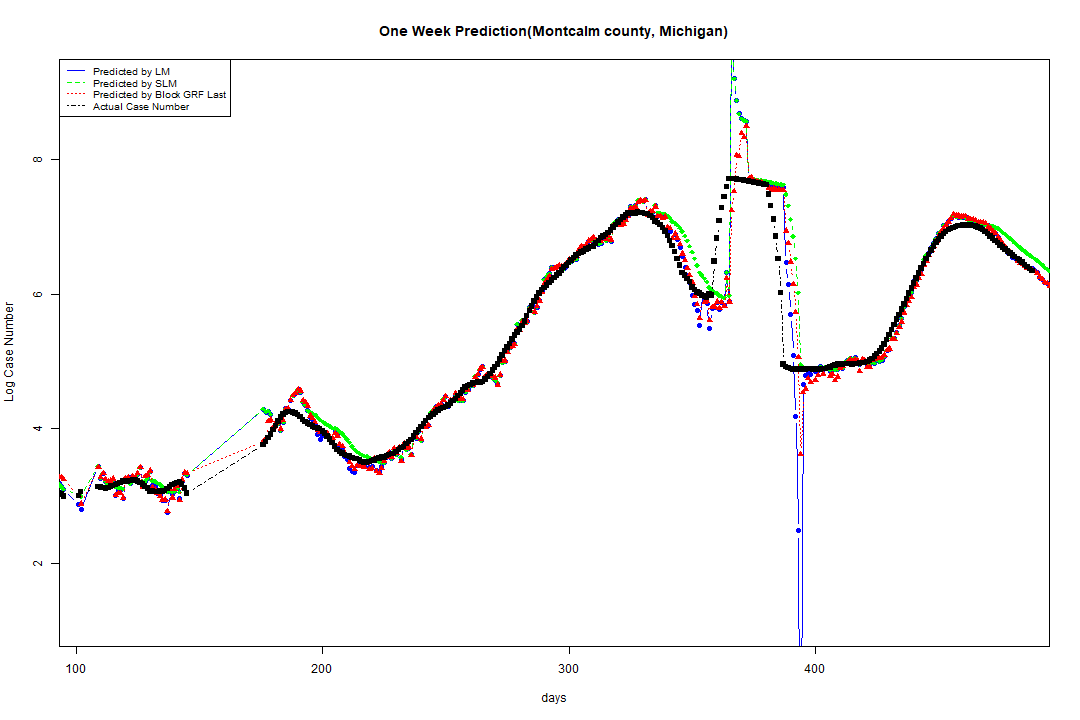 One Week Prediction(Montcalm county, Michigan)
Predicted by LM
Predicted by SLM
Predicted by Block GRF Last
Actual Case Number
8
6
4
2
Log Case Number
100 200 300 400
days